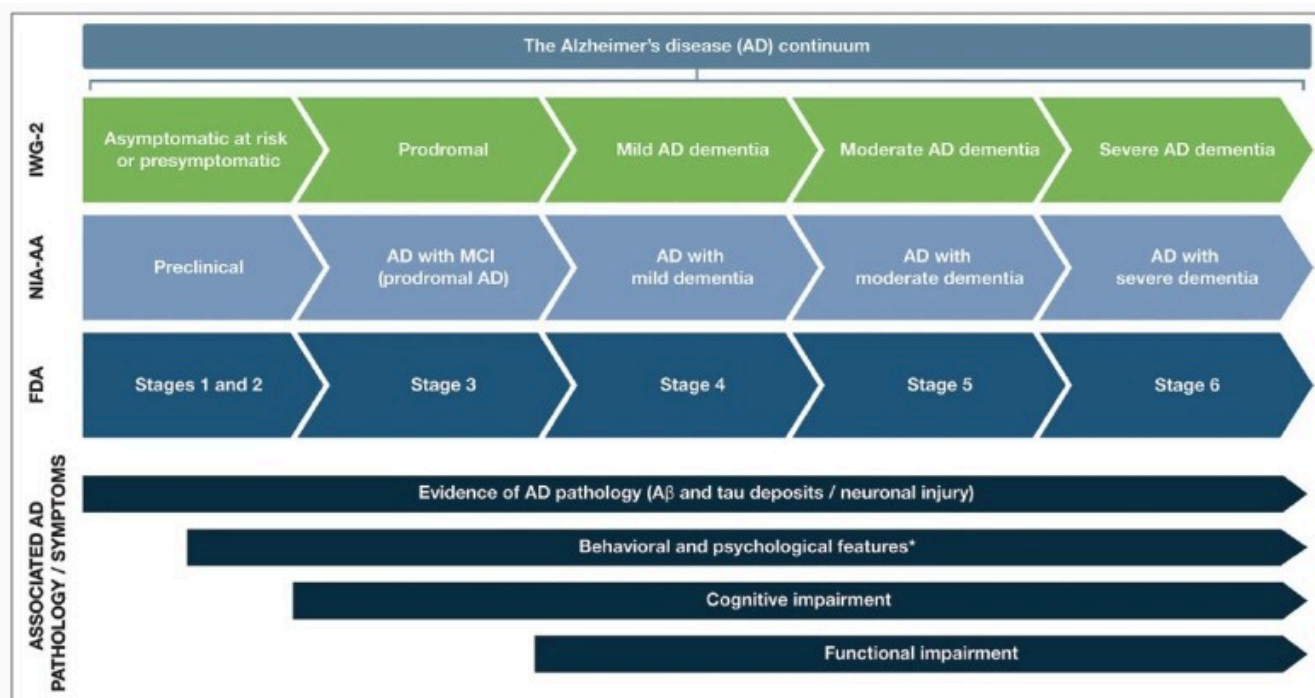 The Alzheimer's disease (AD) continuum
IWG-2
Asymptomatic at risk
or presymptomatic
Prodromal
Mild AD dementia
Moderate AD dementia
Severe AD dementia
NIA-AA
Preclinical
AD with MCI
(prodromal AD)
AD with
mild dementia
AD with
moderate dementia
AD with
severe dementia
FDA
Stages 1 and 2
Stage 3
Stage 4
Stage 5
Stage 6
ASSOCIATED AD
PATHOLOGY / SYMPTOMS
Evidence of AD pathology (Aβ and tau deposits / neuronal injury)
Behavioral and psychological features*
Cognitive impairment
Functional impairment